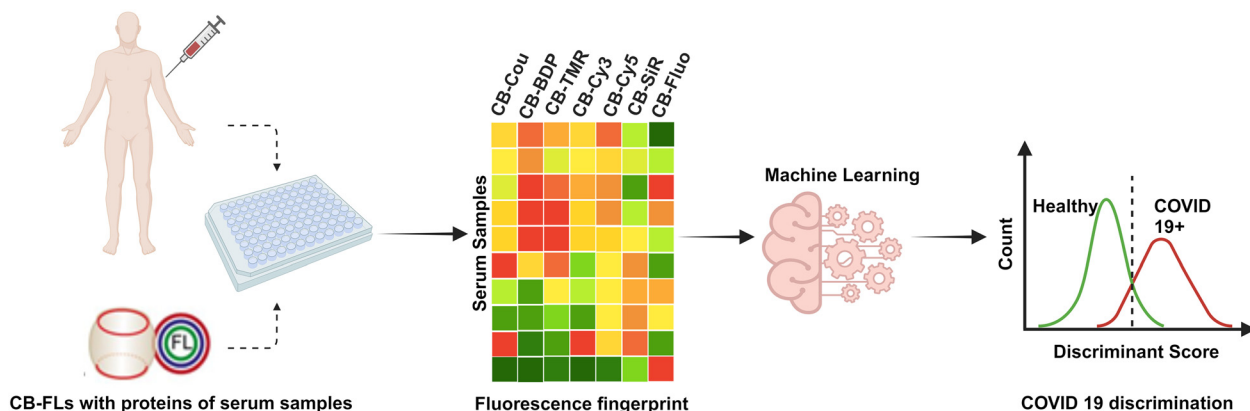 CB-Cou
CB-BDP
CB-TMR
CB-Cy3
CB-Cy5
CB-SiR
CB-Fluo
Serum Samples
Machine Learning
Healthy
COVID
19+
Count
Discriminant Score
FL
CB-FLs with proteins of serum samples
Fluorescence fingerprint
COVID 19 discrimination